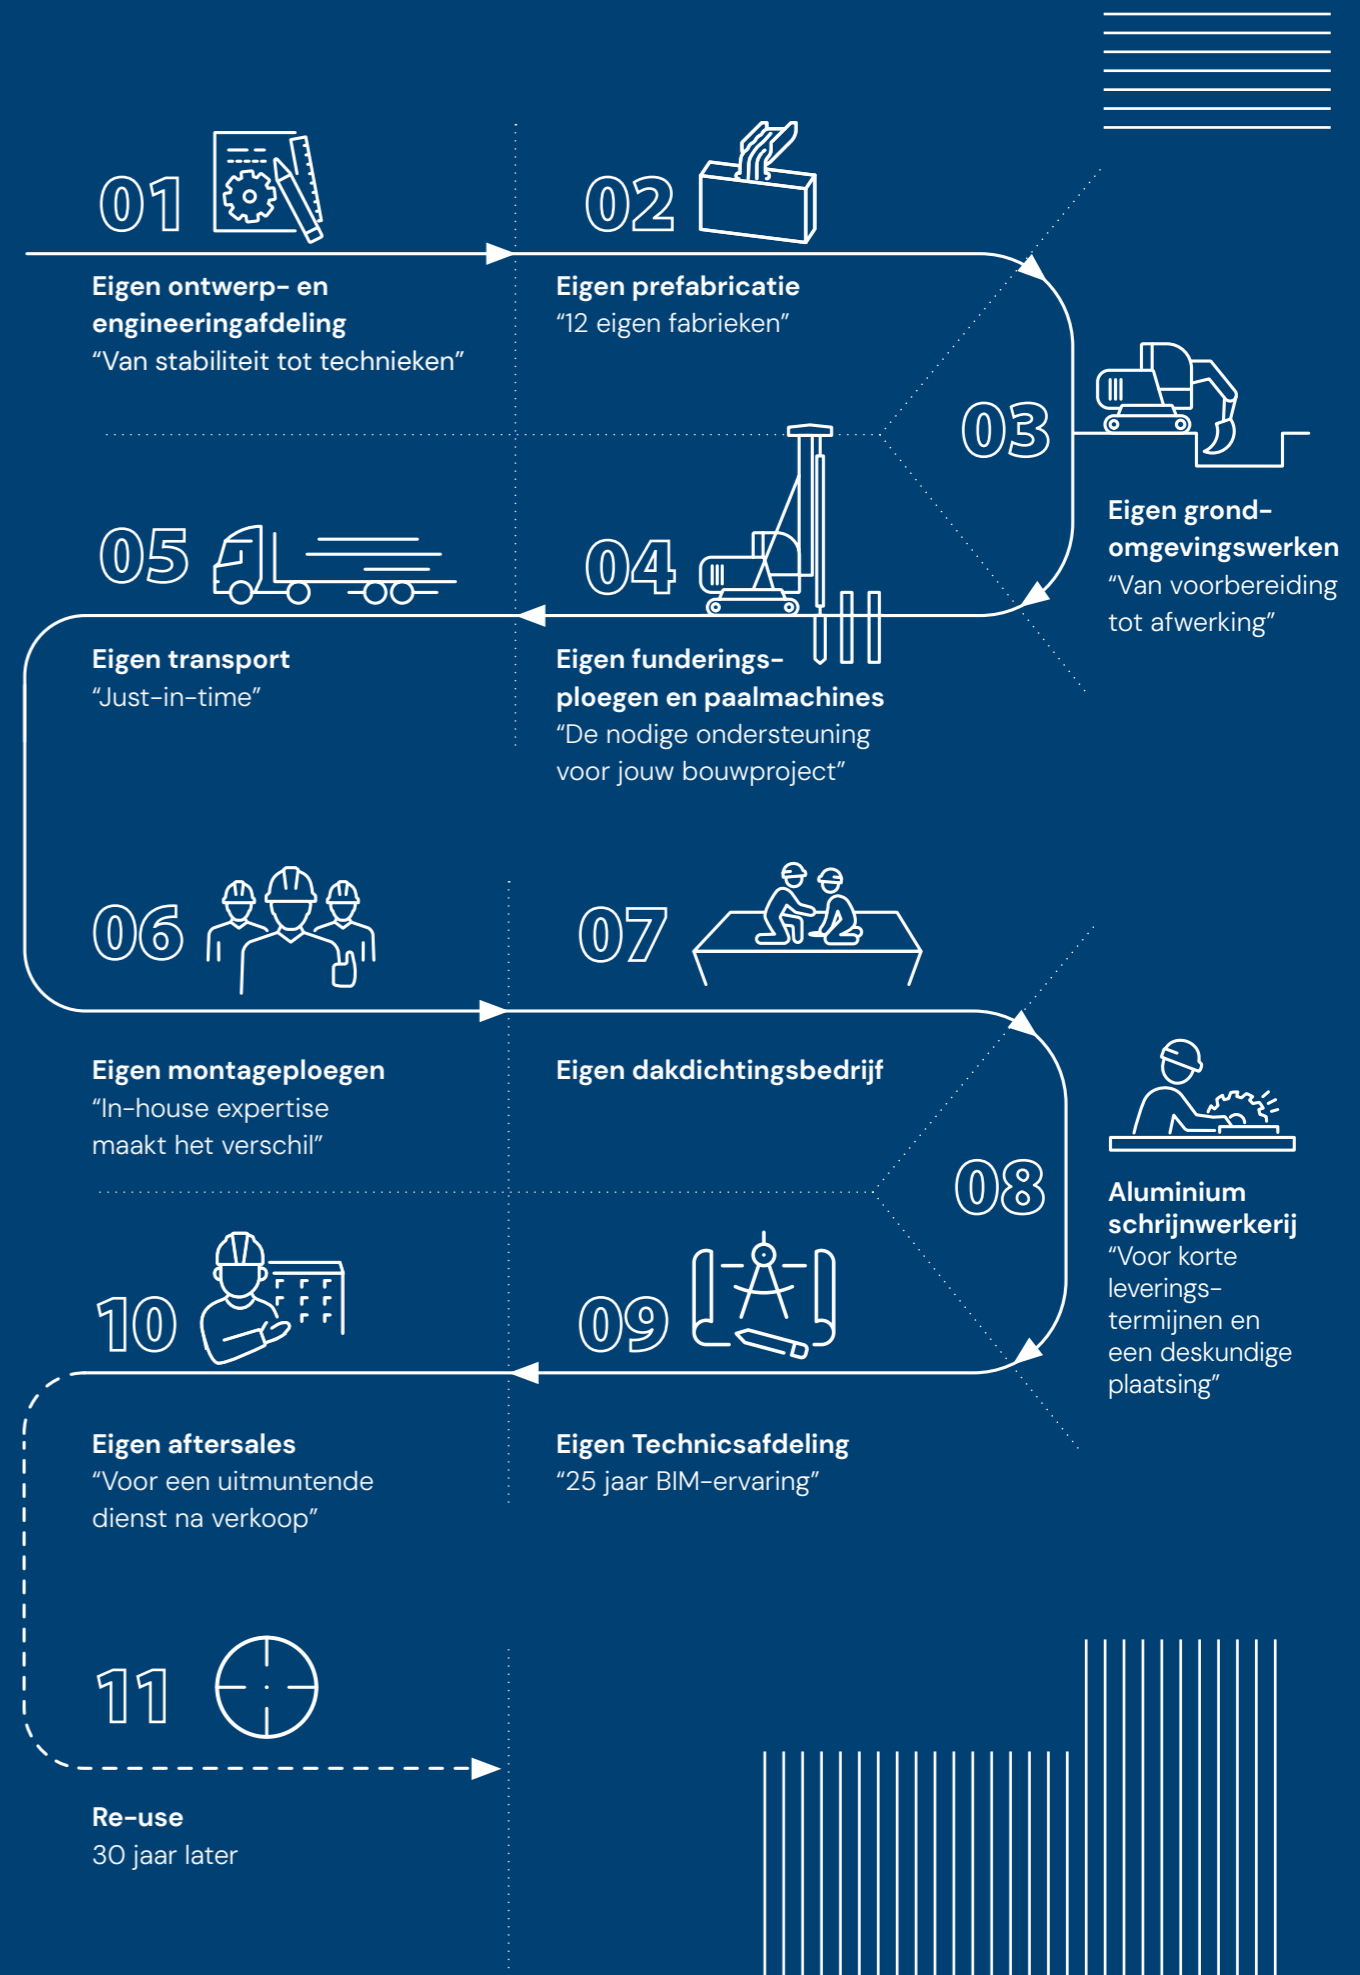 01
Eigen ontwerp- en
engineeringafdeling
“Van stabiliteit tot technieken”
02
Eigen prefabricatie
“12 eigen fabrieken”
03
Eigen grond-
omgevingswerken
“Van voorbereiding
tot afwerking”
04
Eigen funderings-
ploegen en paalmachines
“De nodige ondersteuning
voor jouw bouwproject”
05
Eigen transport
“Just-in-time”
06
Eigen montageploegen
“In-house expertise
maakt het verschil”
07
Eigen dakdichtingsbedrijf
08
Aluminium
schrijnwerkerij
“Voor korte
leverings-
termijnen en
een deskundige
plaatsing”
09
Eigen Technicsafdeling
“25 jaar BIM-ervaring”
10
Eigen aftersales
“Voor een uitmuntende
dienst na verkoop”
11
Re-use
30 jaar later